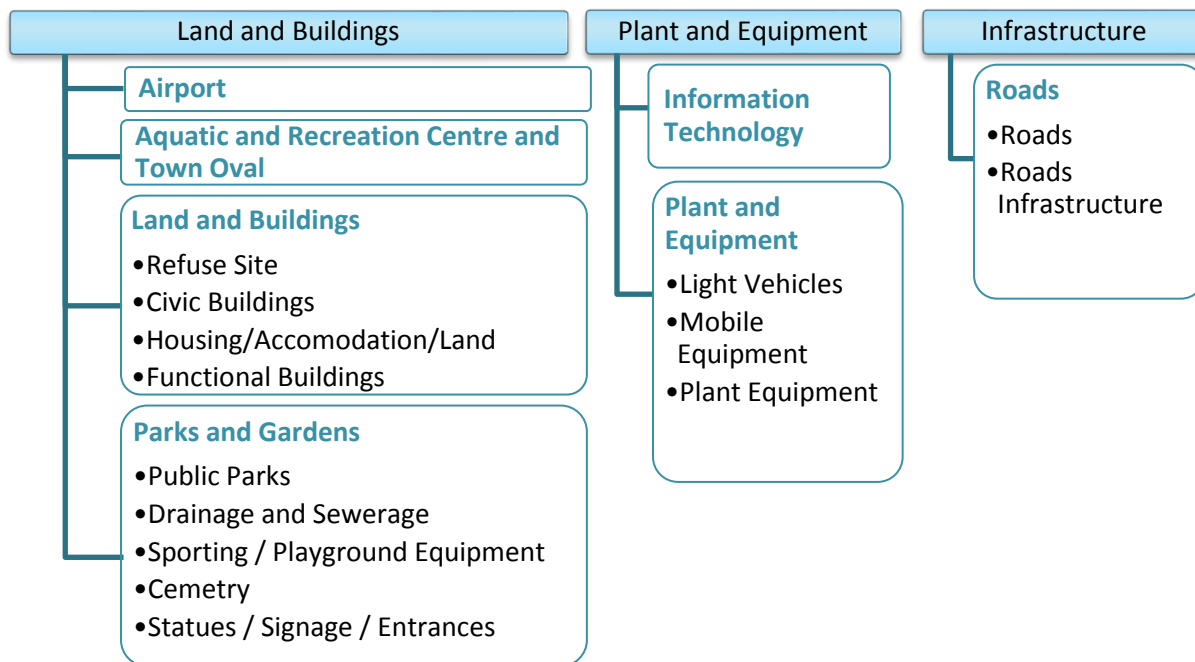 Land and Buildings
Airport
Aquatic and Recreation Centre and
Town Oval
Land and Buildings
•Refuse Site
•Civic Buildings
•Housing/Accomodation/Land
•Functional Buildings
Parks and Gardens
•Public Parks
•Drainage and Sewerage
•Sporting / Playground Equipment
•Cemetry
•Statues / Signage / Entrances
Plant and Equipment
Information
Technology
Plant and
Equipment
•Light Vehicles
•Mobile
Equipment
•Plant Equipment
Infrastructure
Roads
•Roads
•Roads
Infrastructure